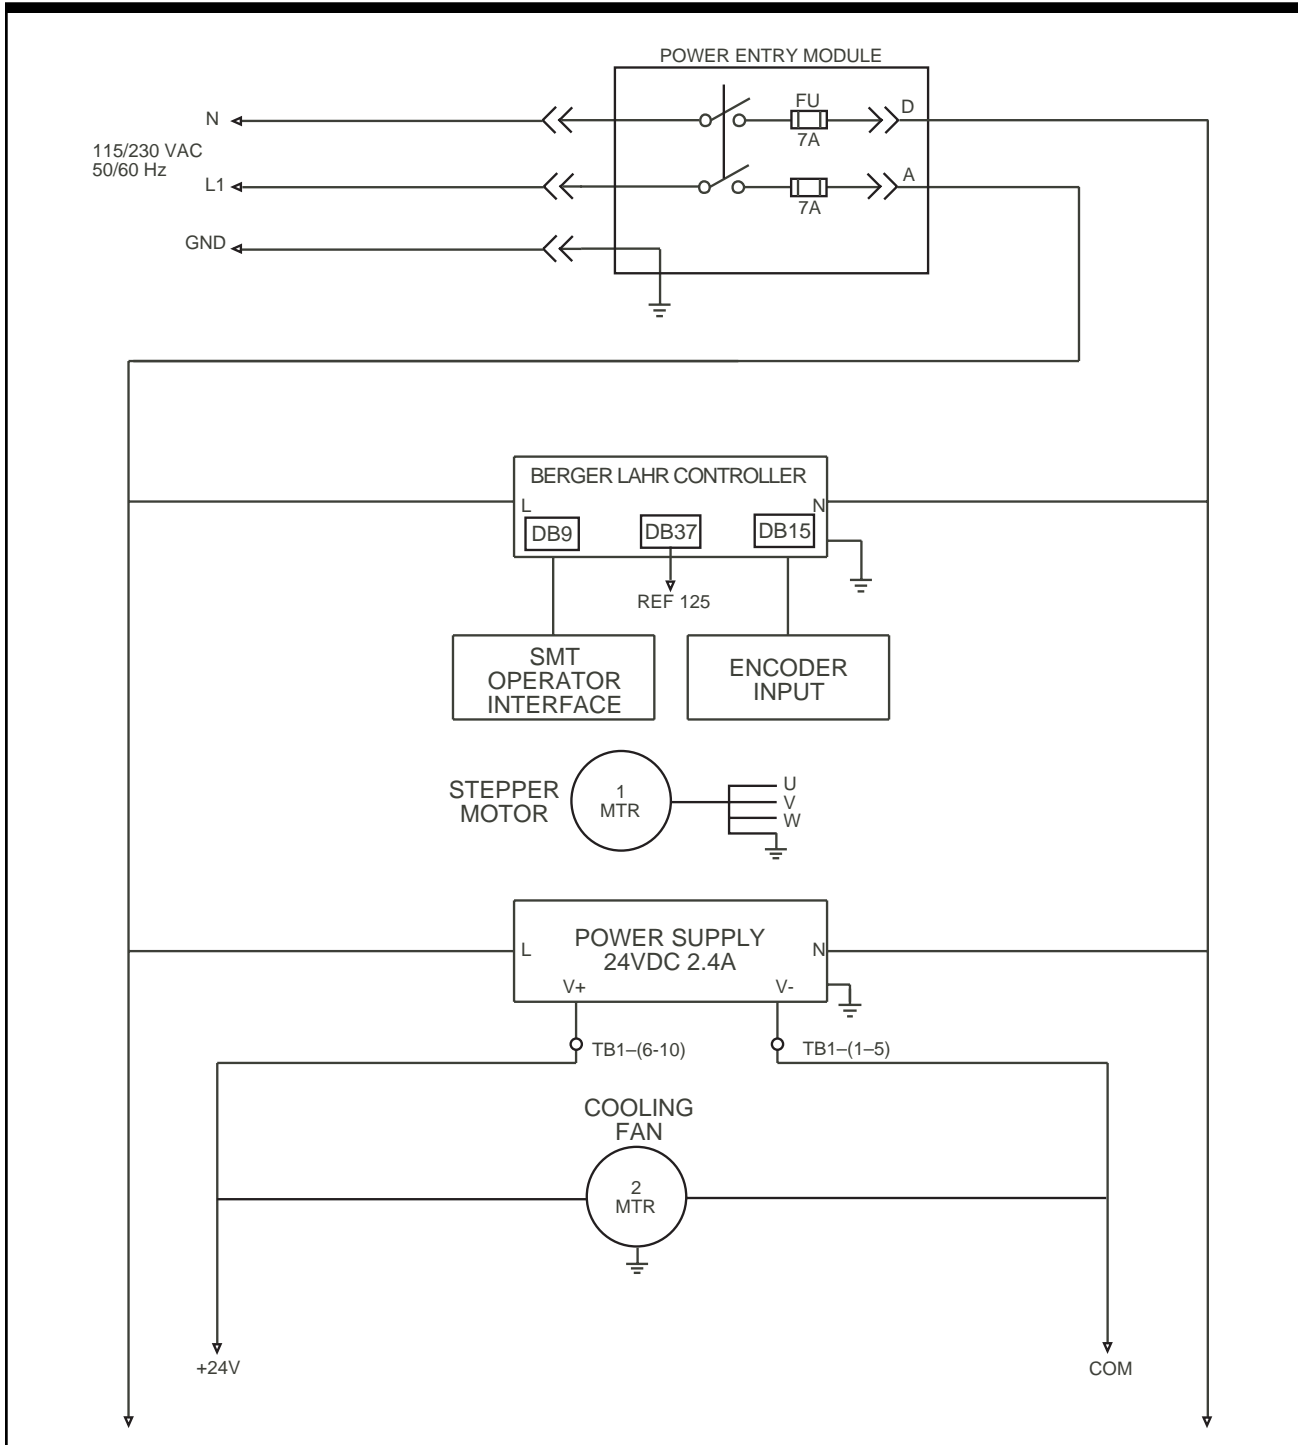 POWER ENTRY MODULE
N
FU
D
7A
115/230 VAC
50/60 Hz
L1
A
7A
GND
BERGER LAHR CONTROLLER
L
N
DB9
DB37
DB15
REF 125
SMT
OPERATOR
INTERFACE
ENCODER
INPUT
STEPPER
MOTOR
1
MTR
U
V
W
POWER SUPPLY
24VDC 2.4A
L
N
V+
V-
TB1–(6-10)
TB1–(1–5)
COOLING
FAN
2
MTR
+24V
COM